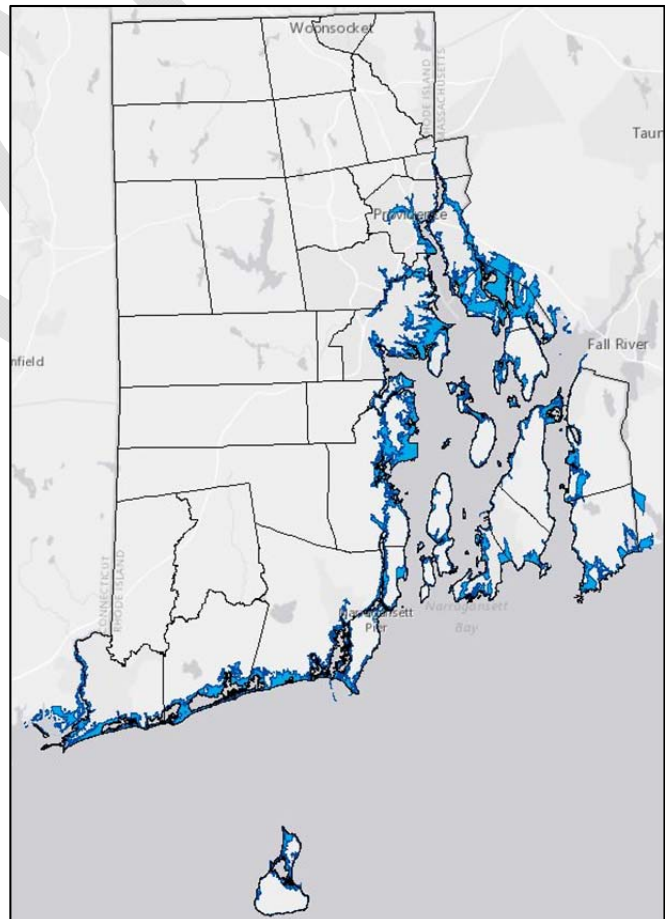 Woonsocket
RHODE ISLAND
MASSACHUSETTS
Taun
Providence
Fall River
nfield
CONNECTICUT
RHODE ISLAND
Narragansett
Pier
Narragansett
Bay